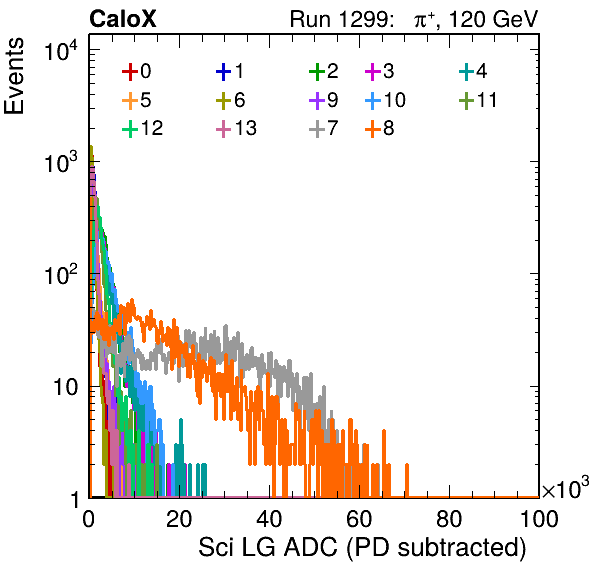 CaloX Run 1299: π⁺, 120 GeV
Events
10⁴
10³
10²
10
1
0 1 2 3 4
5 6 9 10 11
12 13 7 8
0 20 40 60 80 100
×10³
Sci LG ADC (PD subtracted)